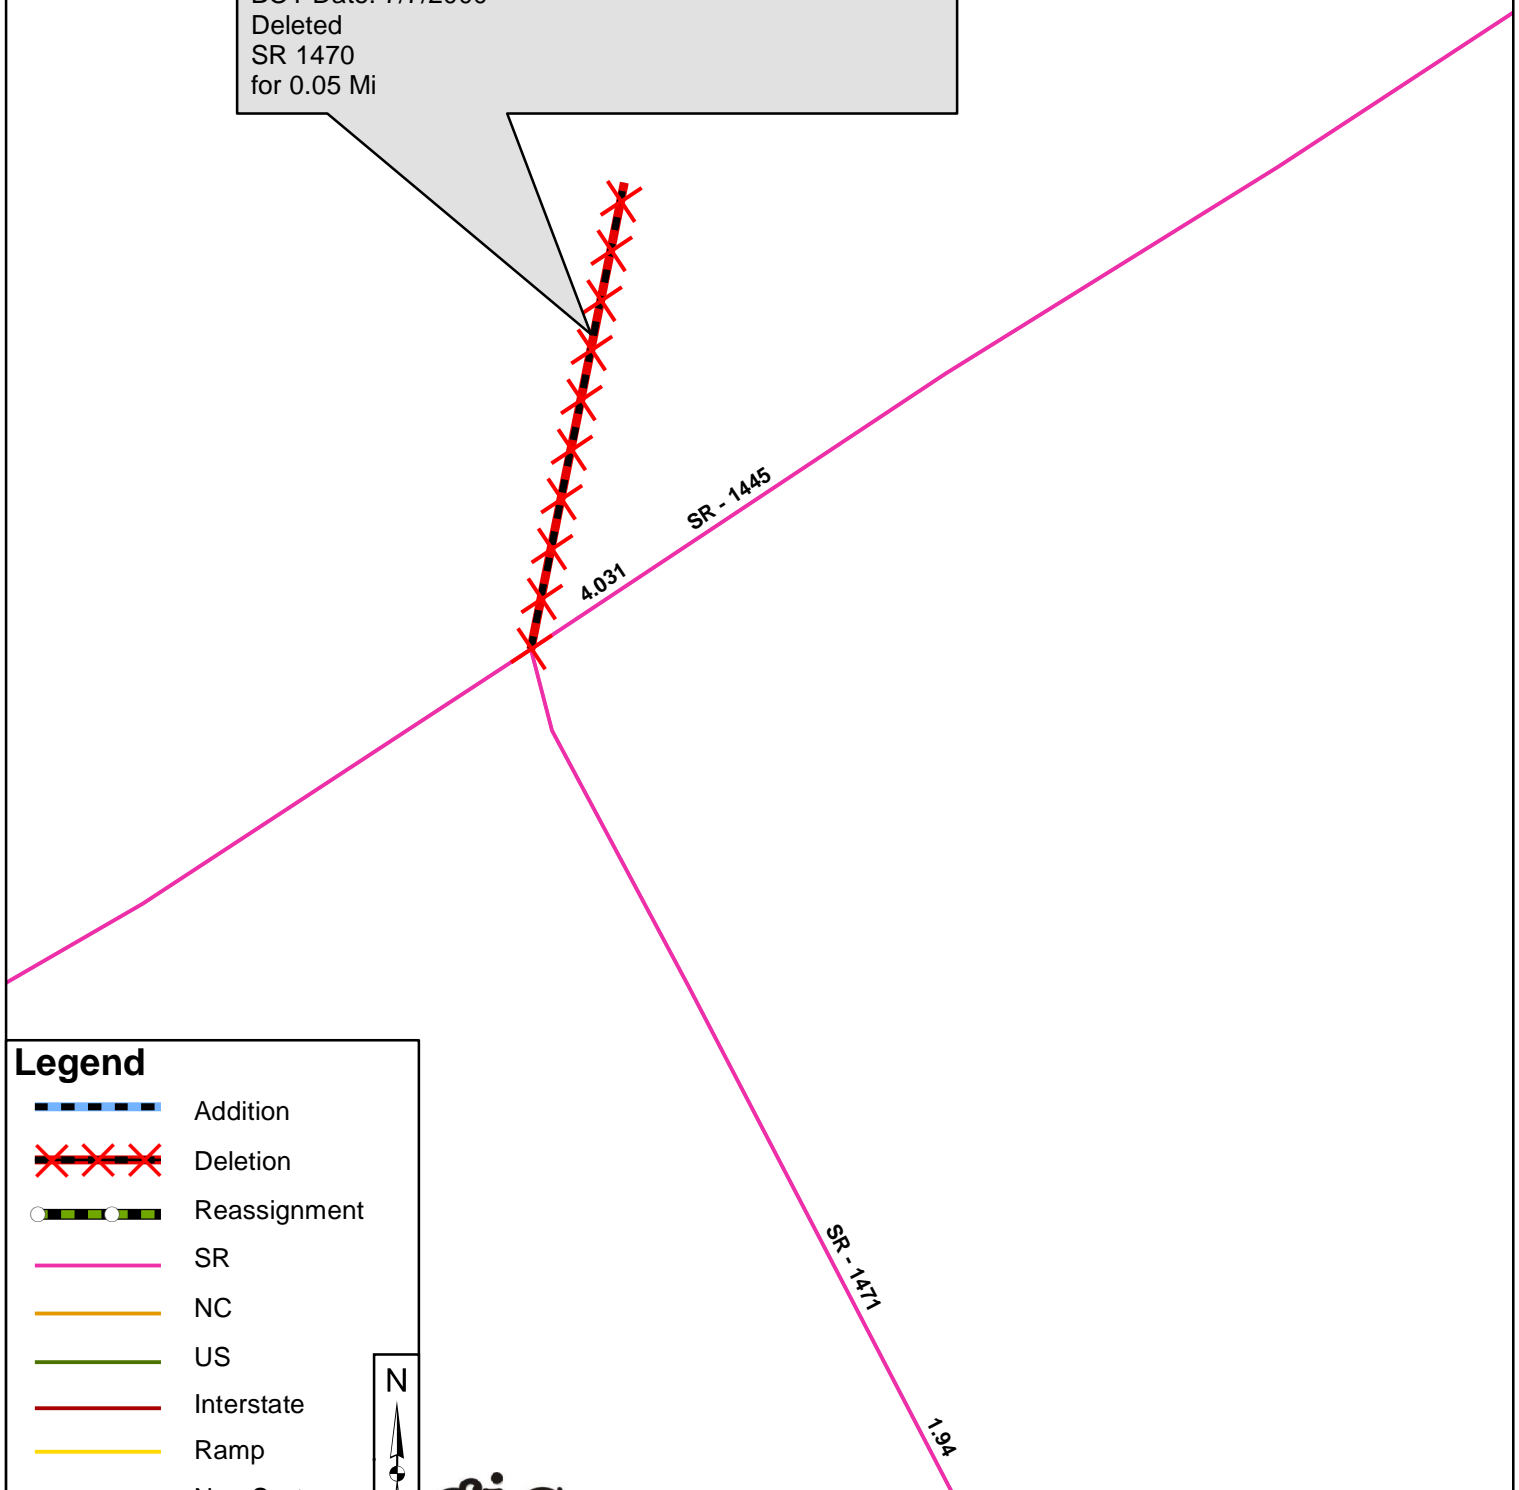 Deleted
SR 1470
for 0.05 Mi
SR - 1445
4.031
Legend
Addition
Deletion
Reassignment
SR
NC
US
Interstate
Ramp
N
SR - 1471
1.94